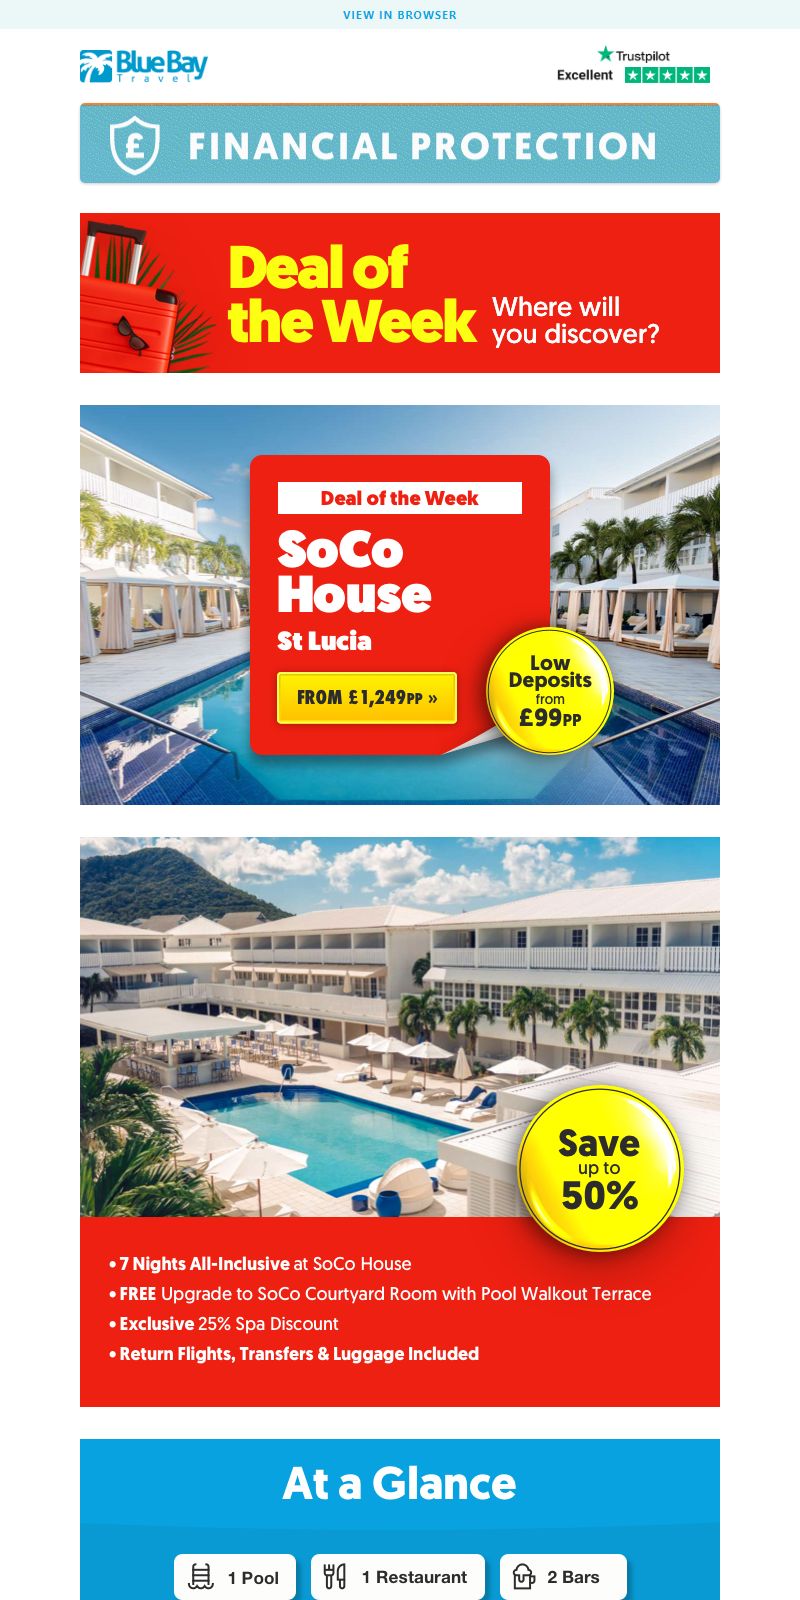 VIEW IN BROWSER
Blue Bay
Travel
Trustpilot
Excellent
£
FINANCIAL PROTECTION
Deal of
the Week
Where will
you discover?
Deal of the Week
SoCo
House
St Lucia
FROM £1,249PP »
Low
Deposits
from
£99PP
Save
up to
50%
• 7 Nights All-Inclusive at SoCo House
• FREE Upgrade to SoCo Courtyard Room with Pool Walkout Terrace
• Exclusive 25% Spa Discount
• Return Flights, Transfers & Luggage Included
At a Glance
1 Pool
1 Restaurant
2 Bars